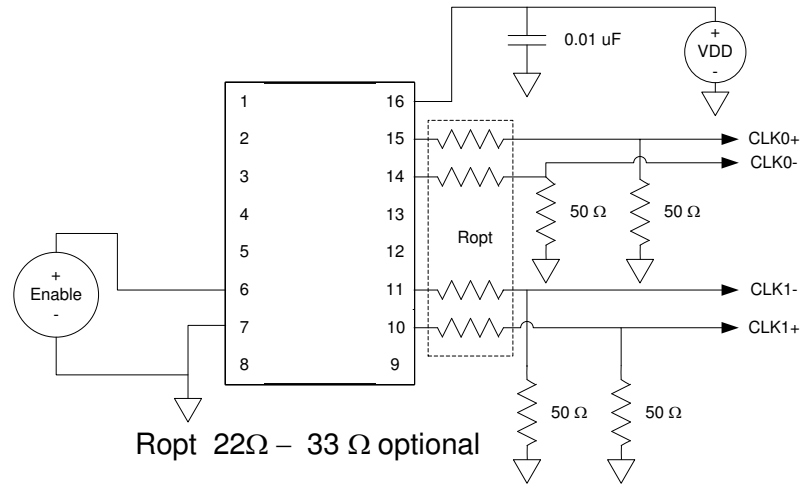 +
VDD
-
0.01 uF
1
16
2
15
CLK0+
CLK0-
3
14
4
13
50 Ω
50 Ω
Ropt
5
12
+
Enable
-
6
11
CLK1-
7
10
CLK1+
8
9
50 Ω
50 Ω
Ropt 22Ω – 33 Ω optional